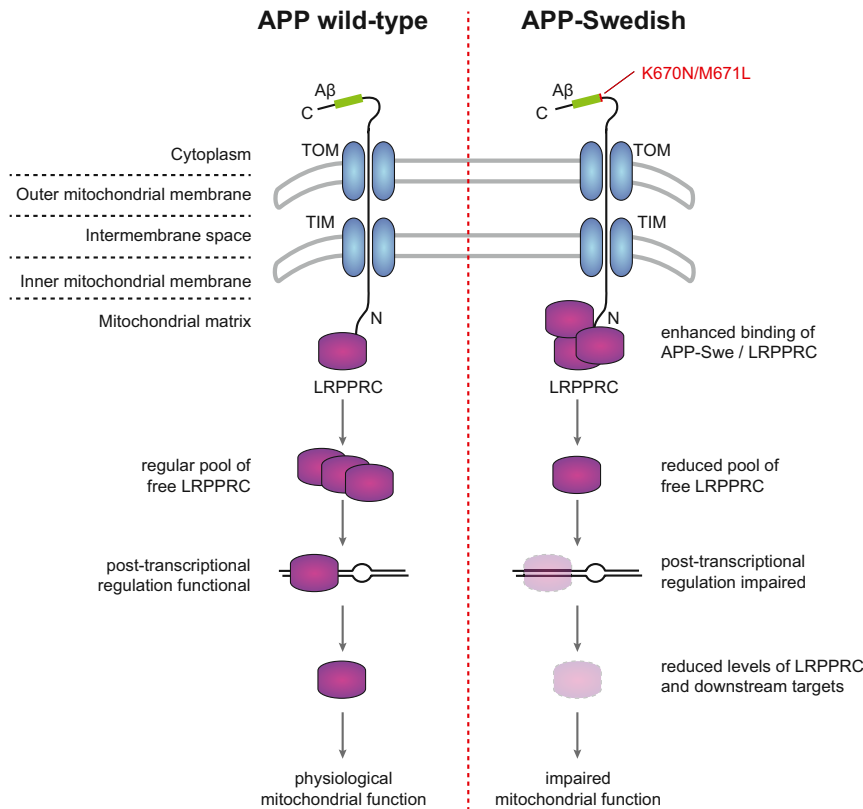 APP wild-type
APP-Swedish
K670N/M671L
Aβ
C
Aβ
C
TOM
TOM
Cytoplasm
Outer mitochondrial membrane
TIM
TIM
Intermembrane space
Inner mitochondrial membrane
Mitochondrial matrix
N
N
enhanced binding of
APP-Swe / LRPPRC
LRPPRC
LRPPRC
regular pool of
free LRPPRC
reduced pool of
free LRPPRC
post-transcriptional
regulation functional
post-transcriptional
regulation impaired
reduced levels of LRPPRC
and downstream targets
physiological
mitochondrial function
impaired
mitochondrial function